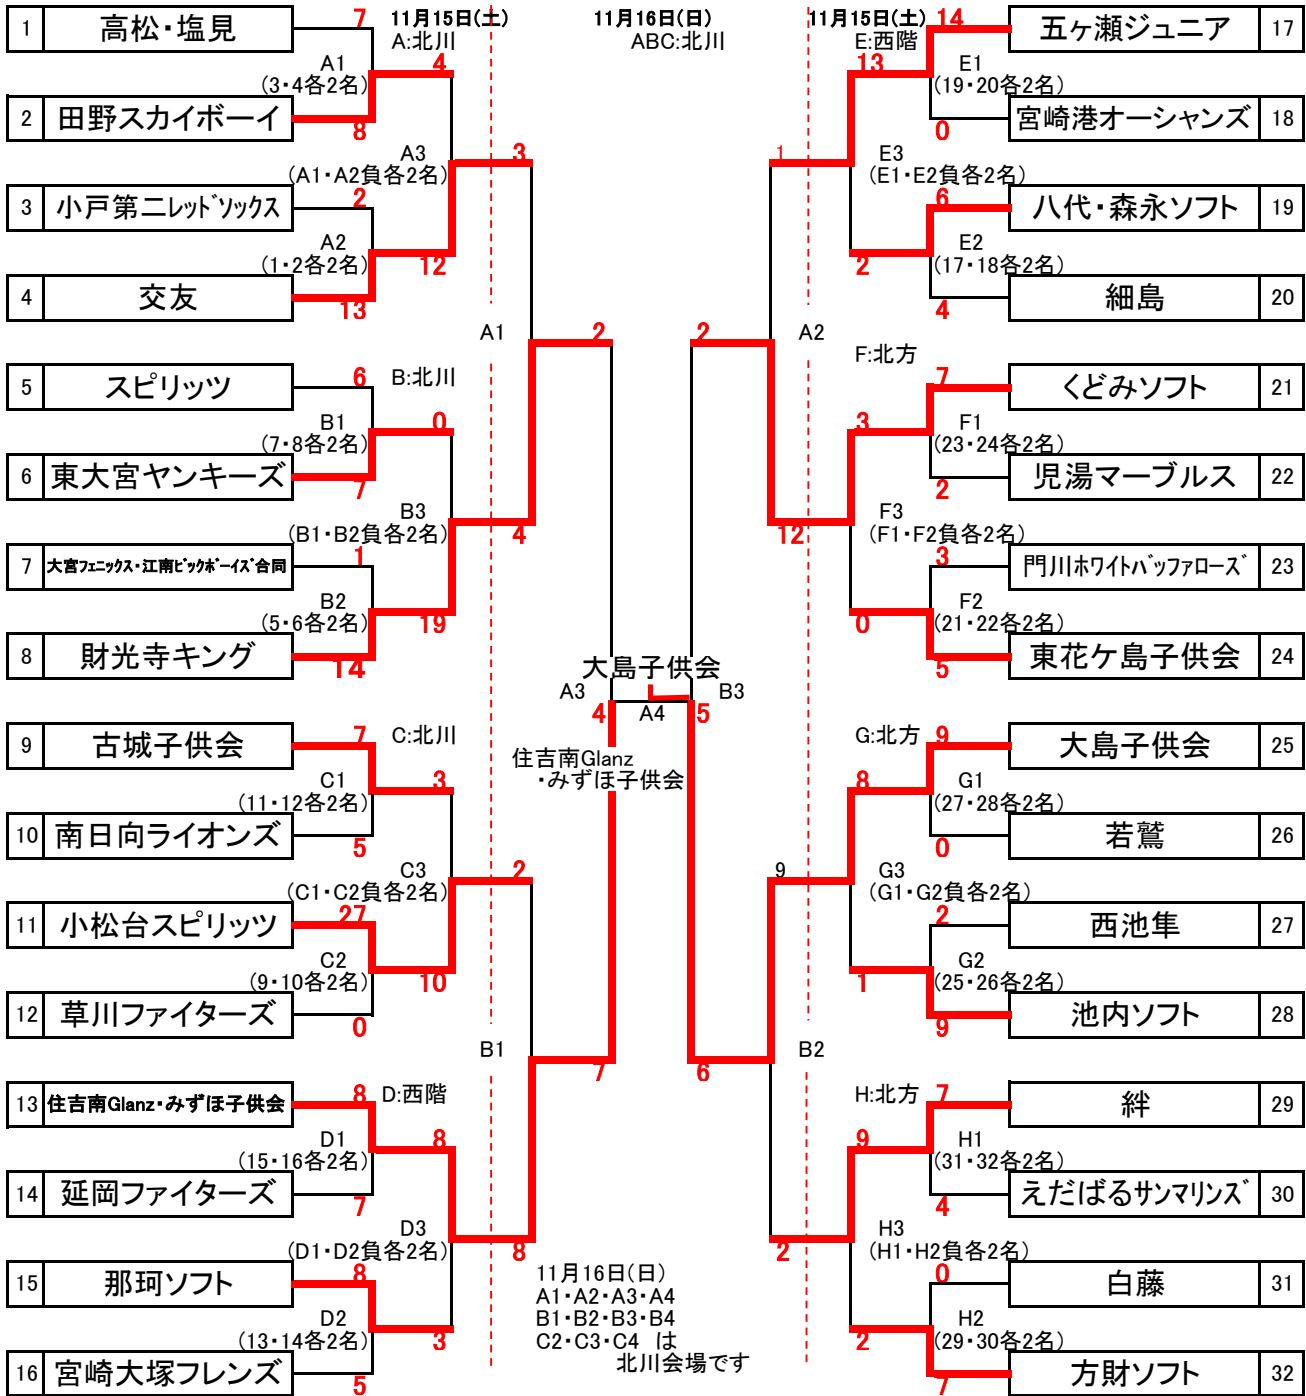 11月15日(土)
A:北川
11月16日(日)
ABC:北川
11月15日(土)
E:西階
1 高松・塩見 7
A1
(3・4各2名)
4
2 田野スカイボーイ 8
A3
(A1・A2負各2名)
3
3 小戸第二レッドソックス 2
A2
(1・2各2名)
12
4 交友 13
A1
2
5 スピリッツ 6
B:北川
B1
(7・8各2名)
0
6 東大宮ヤンキーズ 7
B3
(B1・B2負各2名)
4
7 大宮フェニックス・江南ビックボーイズ合同 1
B2
(5・6各2名)
19
8 財光寺キング 14
9 古城子供会 7
C:北川
C1
(11・12各2名)
3
10 南日向ライオンズ 5
C3
(C1・C2負各2名)
2
11 小松台スピリッツ 27
C2
(9・10各2名)
10
12 草川ファイターズ 0
B1
7
13 住吉南Glanz・みずほ子供会 8
D:西階
D1
(15・16各2名)
8
14 延岡ファイターズ 7
D3
(D1・D2負各2名)
8
15 那珂ソフト 8
D2
(13・14各2名)
3
16 宮崎大塚フレンズ 5
大島子供会
A3
4
A4
5
B3
住吉南Glanz
・みずほ子供会
11月16日(日)
A1・A2・A3・A4
B1・B2・B3・B4
C2・C3・C4 は
北川会場です
14 五ヶ瀬ジュニア 17
13
E1
(19・20各2名)
0 宮崎港オーシャンズ 18
1
E3
(E1・E2負各2名)
6 八代・森永ソフト 19
2
E2
(17・18各2名)
4 細島 20
2
A2
F:北方
7 くどみソフト 21
3
F1
(23・24各2名)
2 児湯マーブルス 22
12
F3
(F1・F2負各2名)
3 門川ホワイトバッファローズ 23
0
F2
(21・22各2名)
5 東花ケ島子供会 24
G:北方
9 大島子供会 25
8
G1
(27・28各2名)
0 若鷲 26
9
G3
(G1・G2負各2名)
2 西池隼 27
1
G2
(25・26各2名)
9 池内ソフト 28
6
B2
H:北方
7 絆 29
9
H1
(31・32各2名)
4 えだばるサンマリンズ 30
2
H3
(H1・H2負各2名)
0 白藤 31
2
H2
(29・30各2名)
7 方財ソフト 32